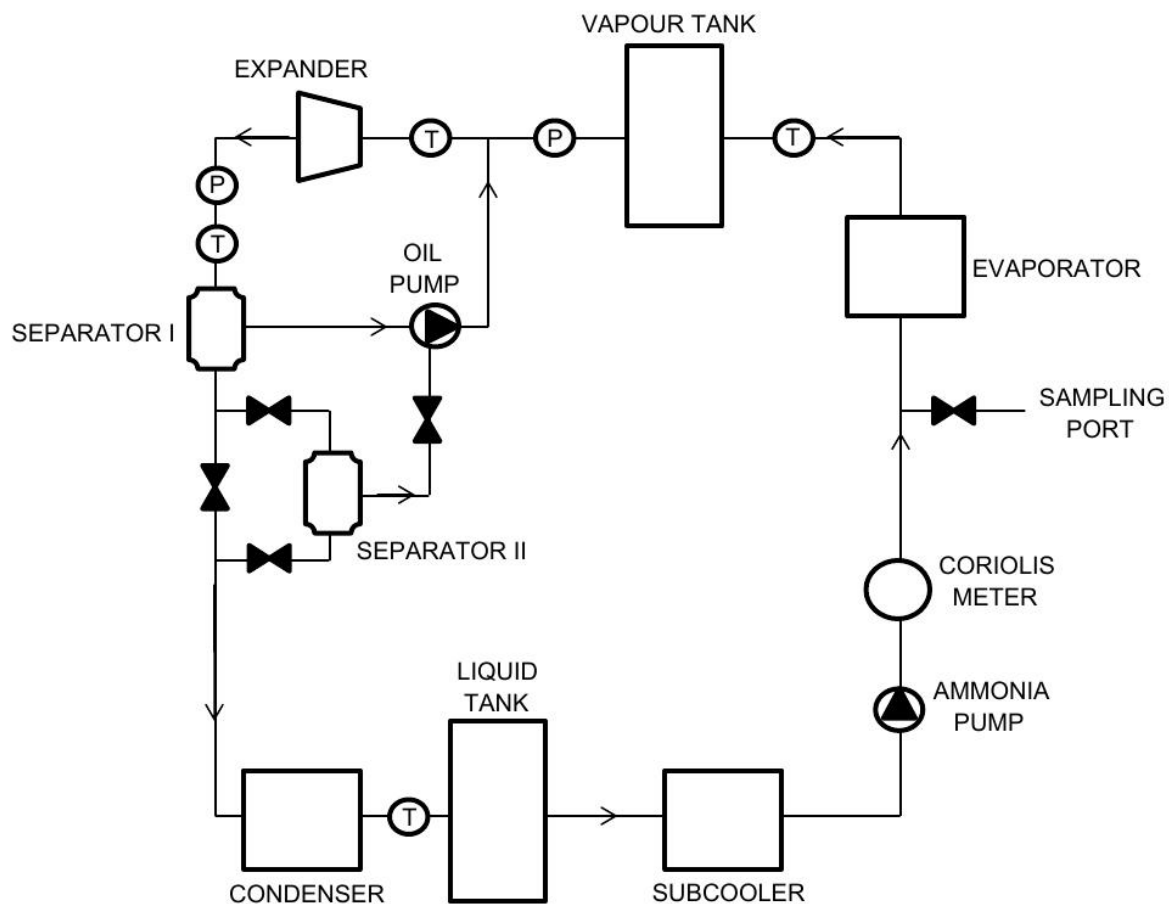 VAPOUR TANK
EXPANDER
T
P
T
P
T
OIL
PUMP
EVAPORATOR
SEPARATOR I
SAMPLING
PORT
SEPARATOR II
CORIOLIS
METER
LIQUID
TANK
AMMONIA
PUMP
T
CONDENSER
SUBCOOLER